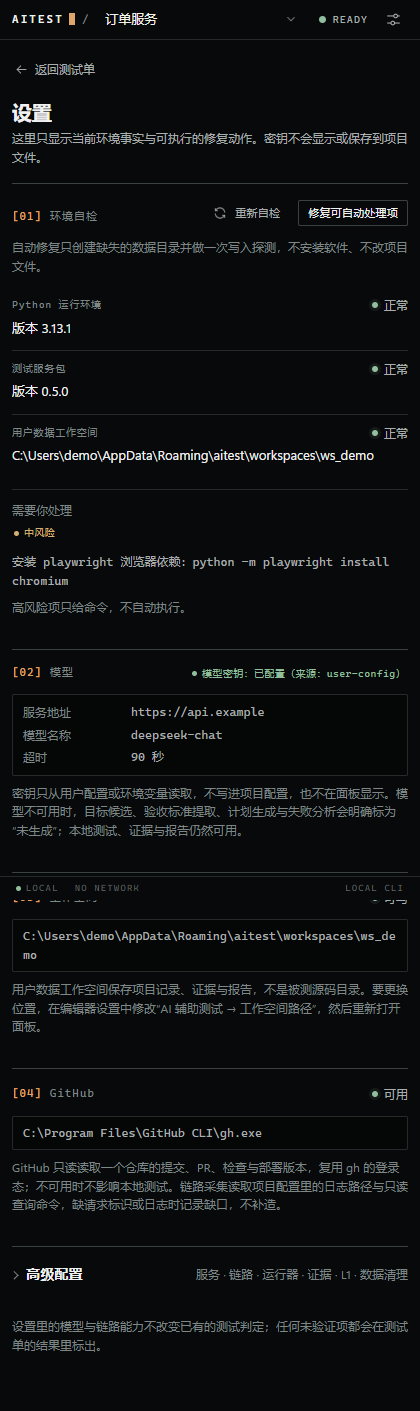 AITEST / 订单服务 READY
← 返回测试单
设置
这里只显示当前环境事实与可执行的修复动作。密钥不会显示或保存到项目
文件。
[01] 环境自检 重新自检 修复可自动处理项
自动修复只创建缺失的数据目录并做一次写入探测，不安装软件、不改项目
文件。
Python 运行环境 正常
版本 3.13.1
测试服务包 正常
版本 0.5.0
用户数据工作空间 正常
C:\Users\demo\AppData\Roaming\aitest\workspaces\ws_demo
需要你处理
中风险
安装 playwright 浏览器依赖: python -m playwright install
chromium
高风险项只给命令，不自动执行。
[02] 模型 模型密钥: 已配置 (来源: user-config)
服务地址 https://api.example
模型名称 deepseek-chat
超时 90 秒
密钥只从用户配置或环境变量读取，不写进项目配置，也不在面板显示。模
型不可用时，目标候选、验收标准提取、计划生成与失败分析会明确标为
"未生成"；本地测试、证据与报告仍然可用。
LOCAL NO NETWORK LOCAL CLI
C:\Users\demo\AppData\Roaming\aitest\workspaces\ws_de
mo
用户数据工作空间保存项目记录、证据与报告，不是被测源码目录。要更换
位置，在编辑器设置中修改"AI 辅助测试 → 工作空间路径"，然后重新打开
面板。
[04] GitHub 可用
C:\Program Files\GitHub CLI\gh.exe
GitHub 只读读取一个仓库的提交、PR、检查与部署版本，复用 gh 的登录
态；不可用时不影响本地测试。链路采集读取项目配置里的日志路径与只读
查询命令，缺请求标识或日志时记录缺口，不补造。
高级配置 服务 · 链路 · 运行器 · 证据 · L1 · 数据清理
设置里的模型与链路能力不改变已有的测试判定；任何未验证项都会在测试
单的结果里标出。